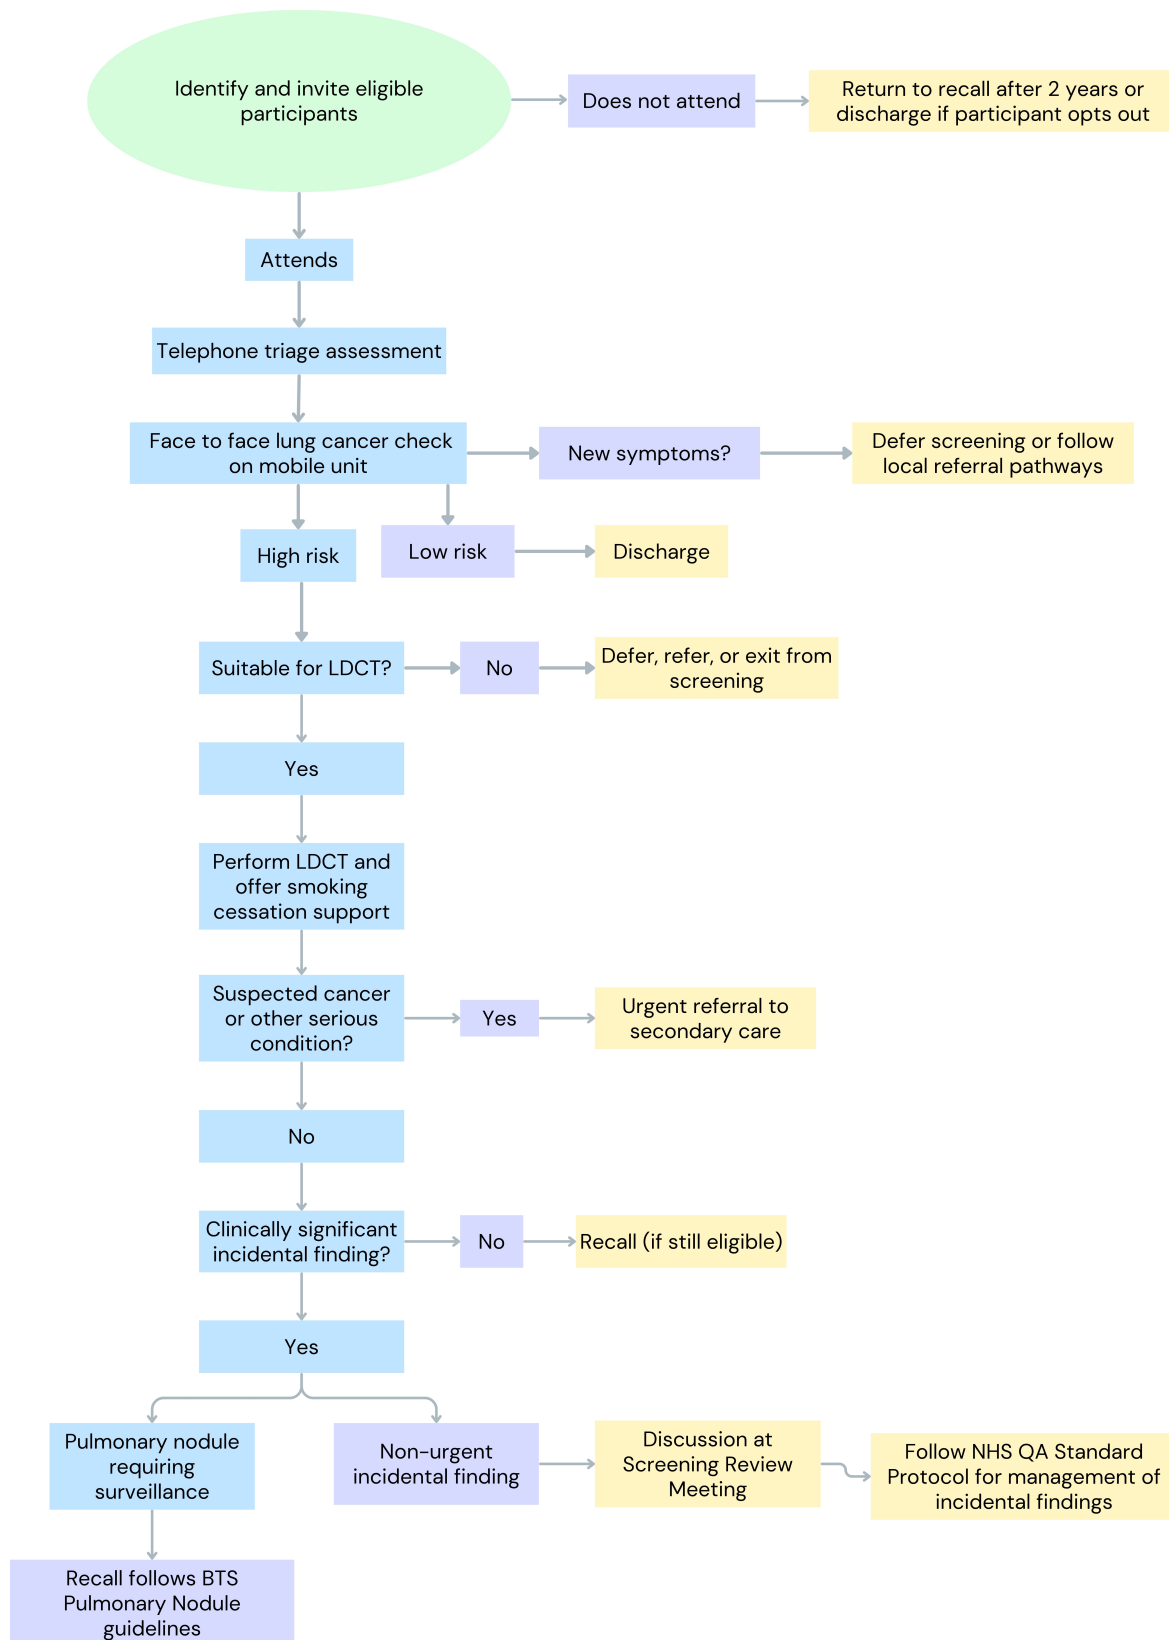 Identify and invite eligible
participants
Does not attend
Return to recall after 2 years or
discharge if participant opts out
Attends
Telephone triage assessment
Face to face lung cancer check
on mobile unit
New symptoms?
Defer screening or follow
local referral pathways
High risk
Low risk
Discharge
Suitable for LDCT?
No
Defer, refer, or exit from
screening
Yes
Perform LDCT and
offer smoking
cessation support
Suspected cancer
or other serious
condition?
Yes
Urgent referral to
secondary care
No
Clinically significant
incidental finding?
No
Recall (if still eligible)
Yes
Pulmonary nodule
requiring
surveillance
Non-urgent
incidental finding
Discussion at
Screening Review
Meeting
Follow NHS QA Standard
Protocol for management of
incidental findings
Recall follows BTS
Pulmonary Nodule
guidelines